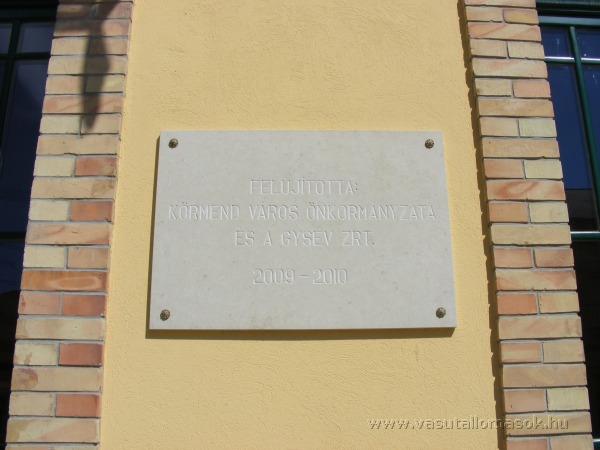 FELÚJÍTOTTA:
KÖRMEND VÁROS ÖNKORMÁNYZATA
ÉS A GYSEV ZRT.
2009 - 2010
www.vasutallomasok.hu